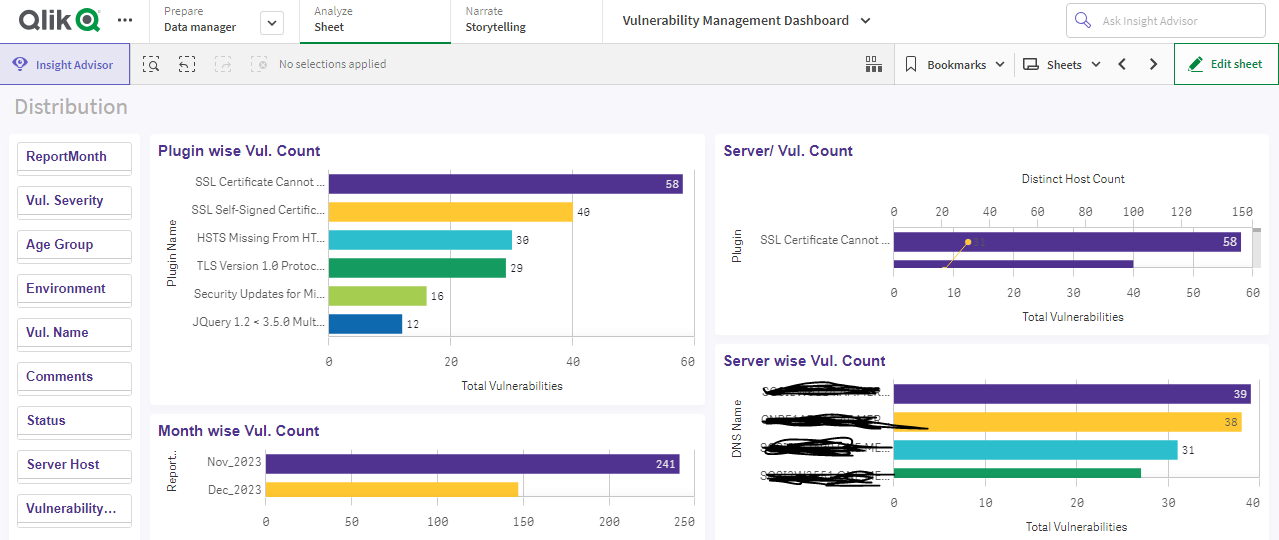 Qlik
Prepare
Data manager
Analyze
Sheet
Narrate
Storytelling
Vulnerability Management Dashboard
Ask Insight Advisor
Insight Advisor
No selections applied
Bookmarks
Sheets
Edit sheet
Distribution
ReportMonth
Vul. Severity
Age Group
Environment
Vul. Name
Comments
Status
Server Host
Vulnerability...
Plugin wise Vul. Count
Plugin Name
SSL Certificate Cannot ...
58
SSL Self-Signed Certific...
40
HSTS Missing From HT...
30
TLS Version 1.0 Protoc...
29
Security Updates for Mi...
16
JQuery 1.2 < 3.5.0 Mult...
12
0 20 40 60
Total Vulnerabilities
Month wise Vul. Count
Report..
Nov_2023
241
Dec_2023
0 50 100 150 200 250
Server/ Vul. Count
Distinct Host Count
0 20 40 60 80 100 120 150
Plugin
SSL Certificate Cannot ...
58
0 10 20 30 40 50 60
Total Vulnerabilities
Server wise Vul. Count
DNS Name
39
38
31
0 10 20 30 40
Total Vulnerabilities